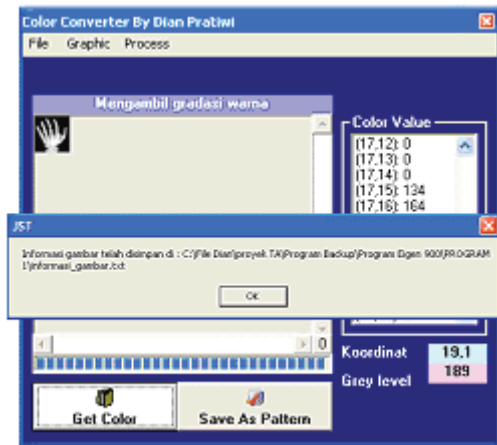 Color Converter By Dian Pratiwi
File Graphic Process
Mengambil gradasi warna
Color Value
(17,12): 0
(17,13): 0
(17,14): 0
(17,15): 134
(17,16): 164
JST
Informasi gambar telah disimpan di : C:\File Dian\proyek TA\Program Backup\Program Eigen 900\PROGRAM
1\informasi_gambar.txt
OK
0
Koordinat 19.1
Grey level 189
Get Color Save As Pattern